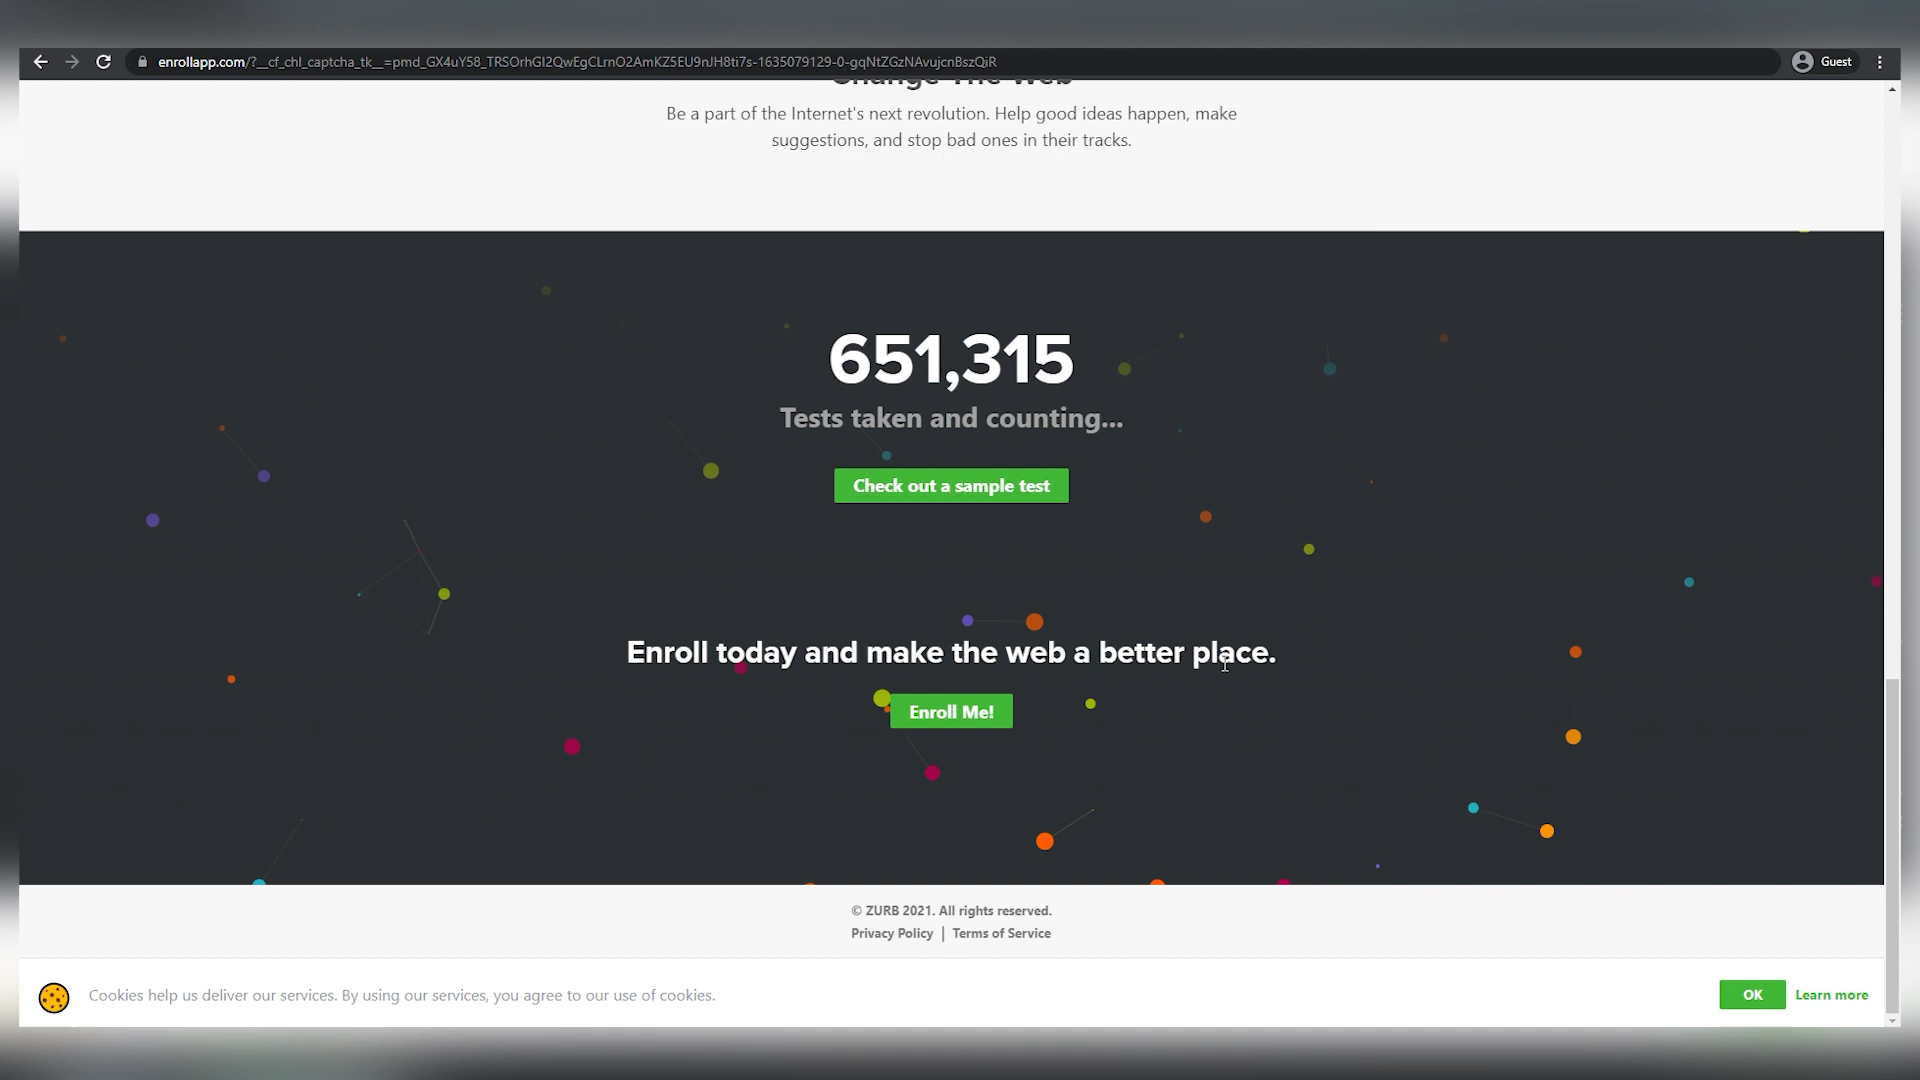 enrollapp.com/?__cf_chl_captcha_tk__=pmd_GX4uY58_TRSOrhGI2QwEgCLrnO2AmKZ5EU9nJH8ti7s-1635079129-0-gqNtZGzNAvujcnBszQiR
Guest
Change The Web
Be a part of the Internet's next revolution. Help good ideas happen, make
suggestions, and stop bad ones in their tracks.
651,315
Tests taken and counting...
Check out a sample test
Enroll today and make the web a better place.
Enroll Me!
© ZURB 2021. All rights reserved.
Privacy Policy | Terms of Service
Cookies help us deliver our services. By using our services, you agree to our use of cookies.
OK
Learn more